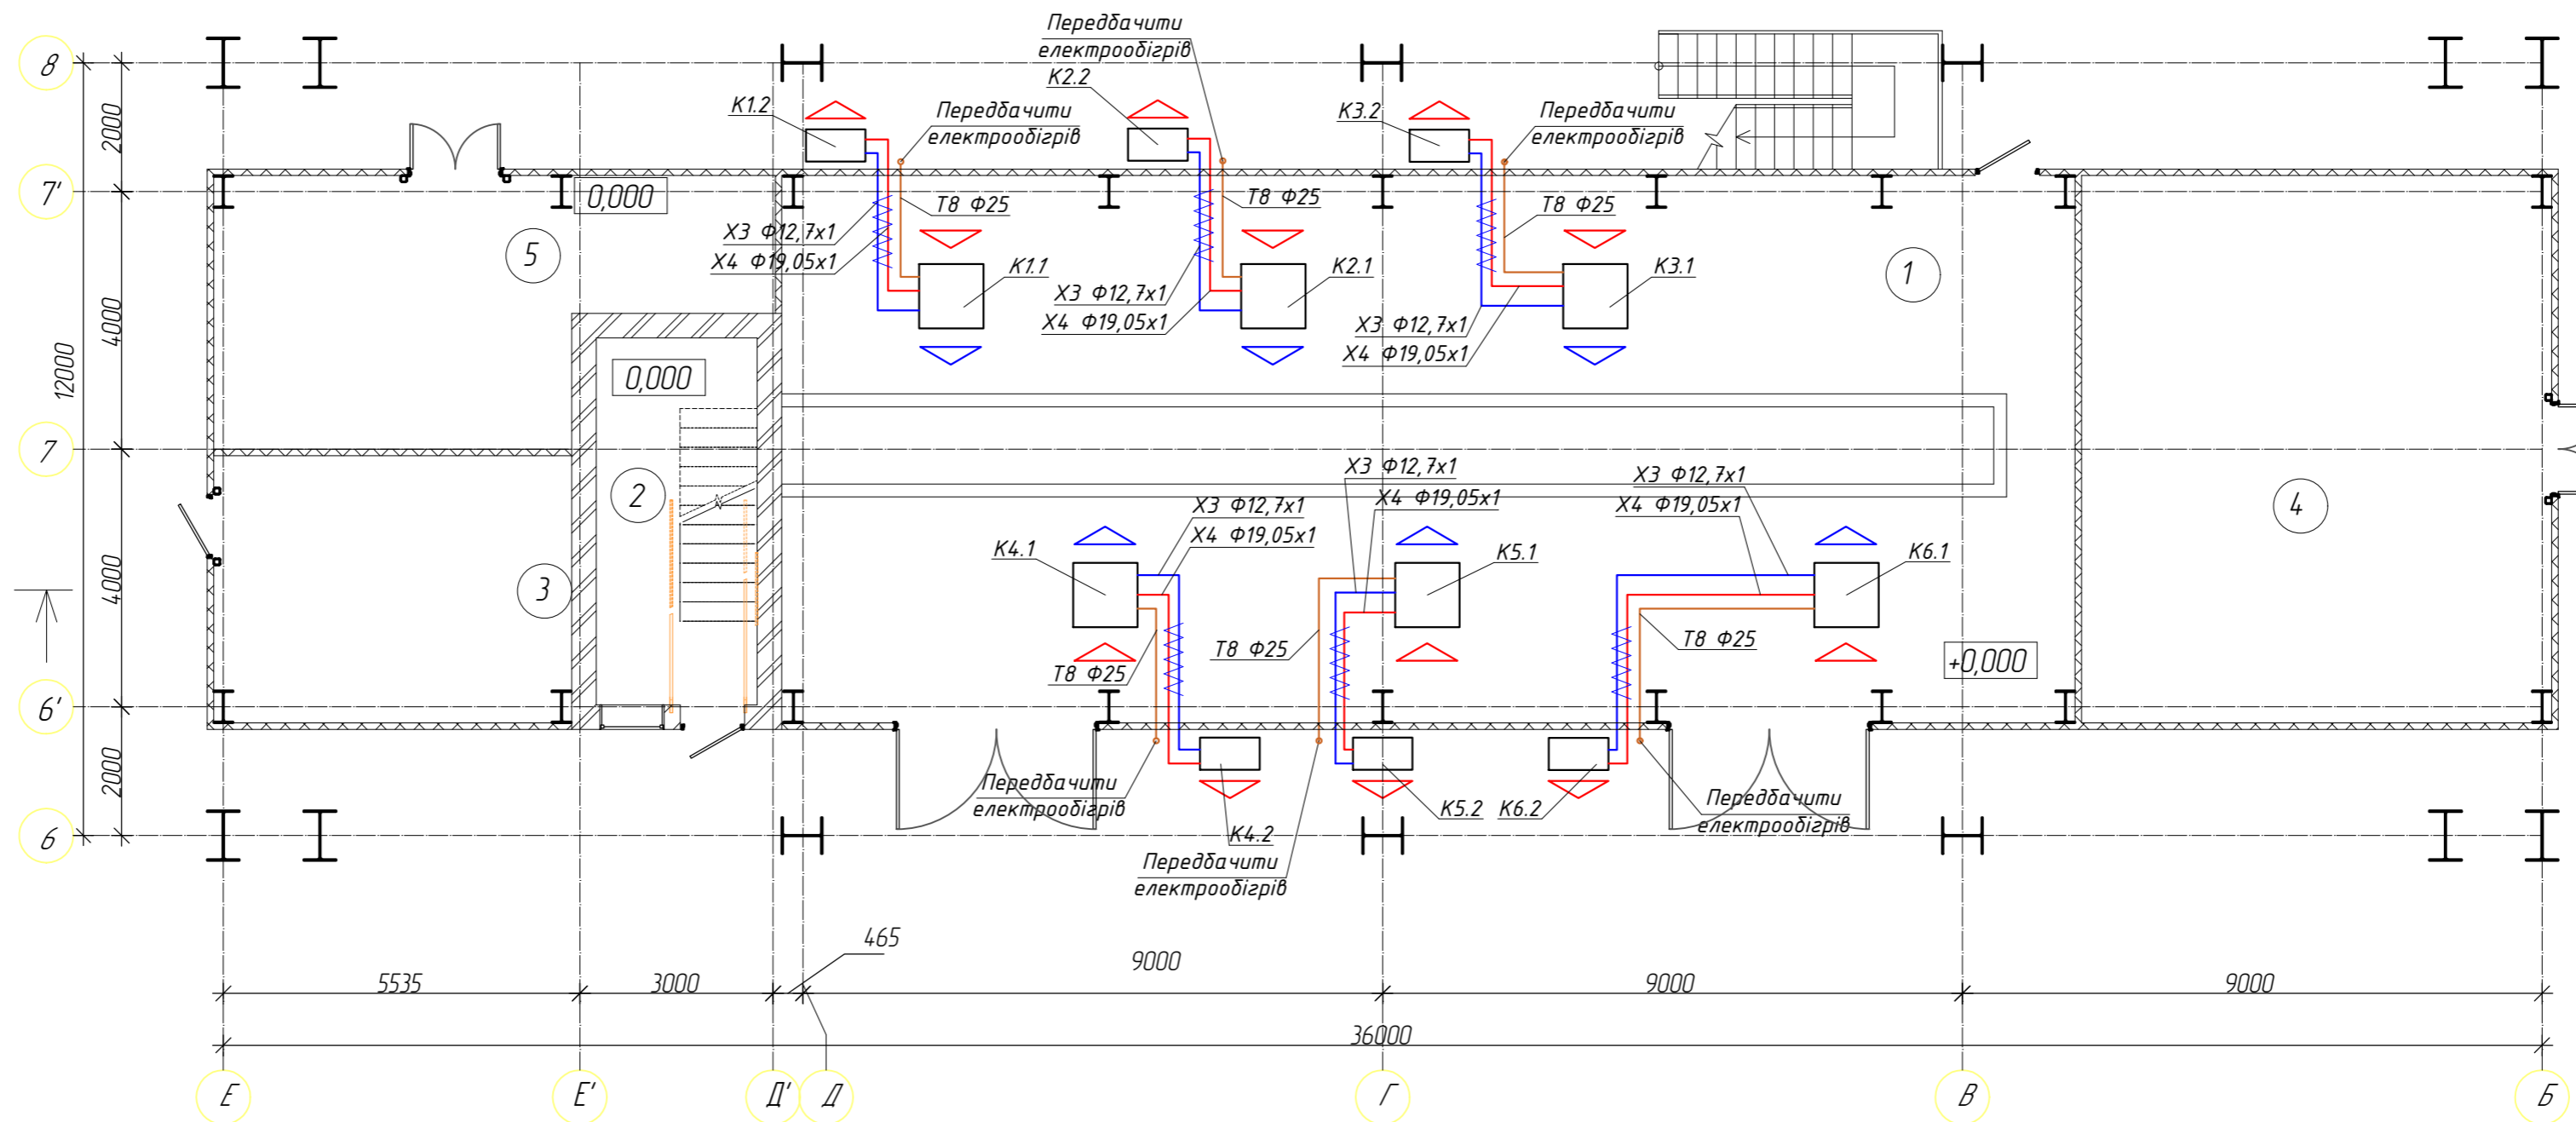 Передбачити
електрообігрів
8
К2.2
К1.2
Передбачити
електрообігрів
К3.2
Передбачити
електрообігрів
2000
7'
0,000
Т8 Ф25
Т8 Ф25
Т8 Ф25
Х3 Ф12,7х1
Х4 Ф19,05х1
5
К1.1
К2.1
К3.1
1
Х3 Ф12,7х1
Х4 Ф19,05х1
Х3 Ф12,7х1
Х4 Ф19,05х1
4000
12000
0,000
7
Х3 Ф12,7х1
Х4 Ф19,05х1
Х3 Ф12,7х1
Х4 Ф19,05х1
Х3 Ф12,7х1
Х4 Ф19,05х1
2
4
К4.1
К5.1
К6.1
3
4000
Т8 Ф25
Т8 Ф25
Т8 Ф25
+0,000
6'
2000
Передбачити
електрообігрів
К4.2
К5.2
К6.2
Передбачити
електрообігрів
6
Передбачити
електрообігрів
465
5535
3000
9000
9000
9000
36000
Е
Е'
Д'
Д
Г
В
Б